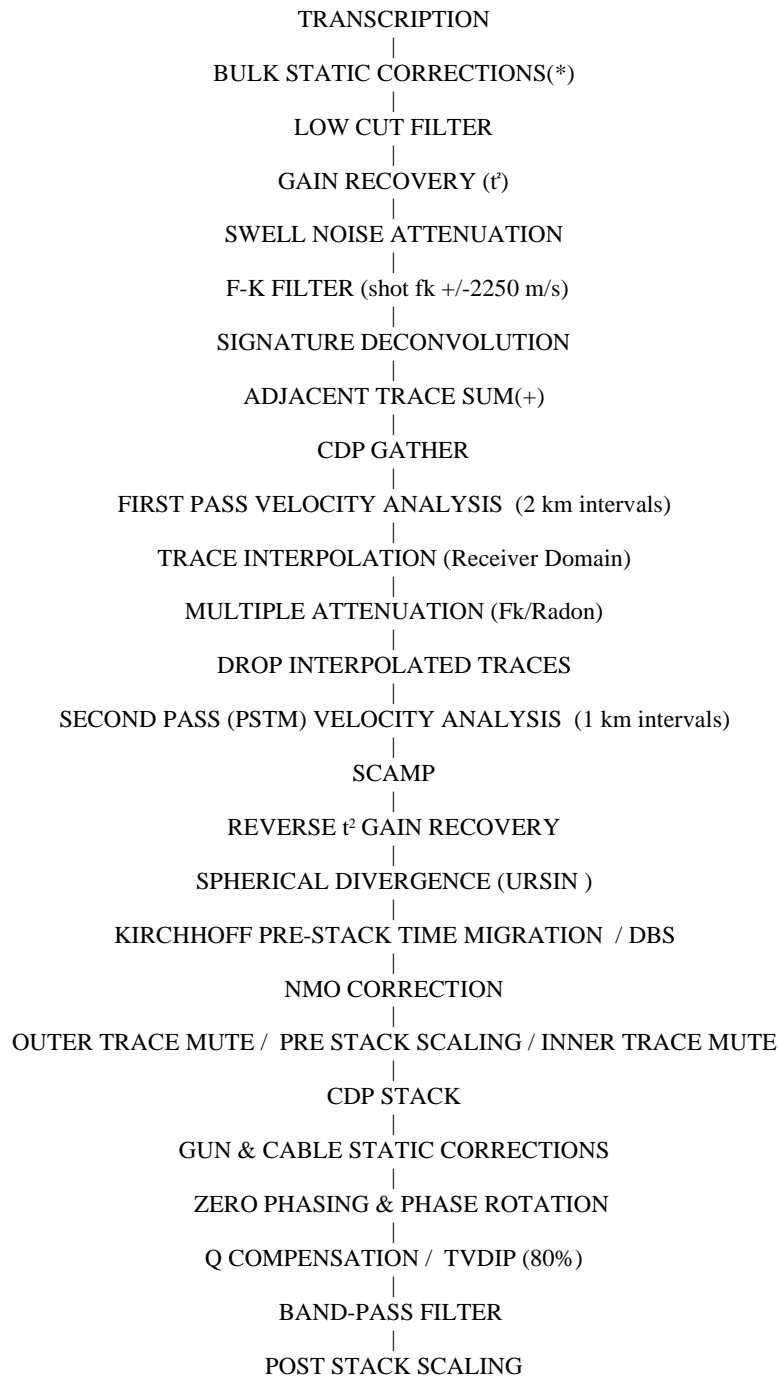 TRANSCRIPTION
|
BULK STATIC CORRECTIONS(*)
|
LOW CUT FILTER
|
GAIN RECOVERY (t²)
|
SWELL NOISE ATTENUATION
|
F-K FILTER (shot fk +/-2250 m/s)
|
SIGNATURE DECONVOLUTION
|
ADJACENT TRACE SUM(+)
|
CDP GATHER
|
FIRST PASS VELOCITY ANALYSIS (2 km intervals)
|
TRACE INTERPOLATION (Receiver Domain)
|
MULTIPLE ATTENUATION (Fk/Radon)
|
DROP INTERPOLATED TRACES
|
SECOND PASS (PSTM) VELOCITY ANALYSIS (1 km intervals)
|
SCAMP
|
REVERSE t² GAIN RECOVERY
|
SPHERICAL DIVERGENCE (URSIN )
|
KIRCHHOFF PRE-STACK TIME MIGRATION / DBS
|
NMO CORRECTION
|
OUTER TRACE MUTE / PRE STACK SCALING / INNER TRACE MUTE
|
CDP STACK
|
GUN & CABLE STATIC CORRECTIONS
|
ZERO PHASING & PHASE ROTATION
|
Q COMPENSATION / TVDIP (80%)
|
BAND-PASS FILTER
|
POST STACK SCALING